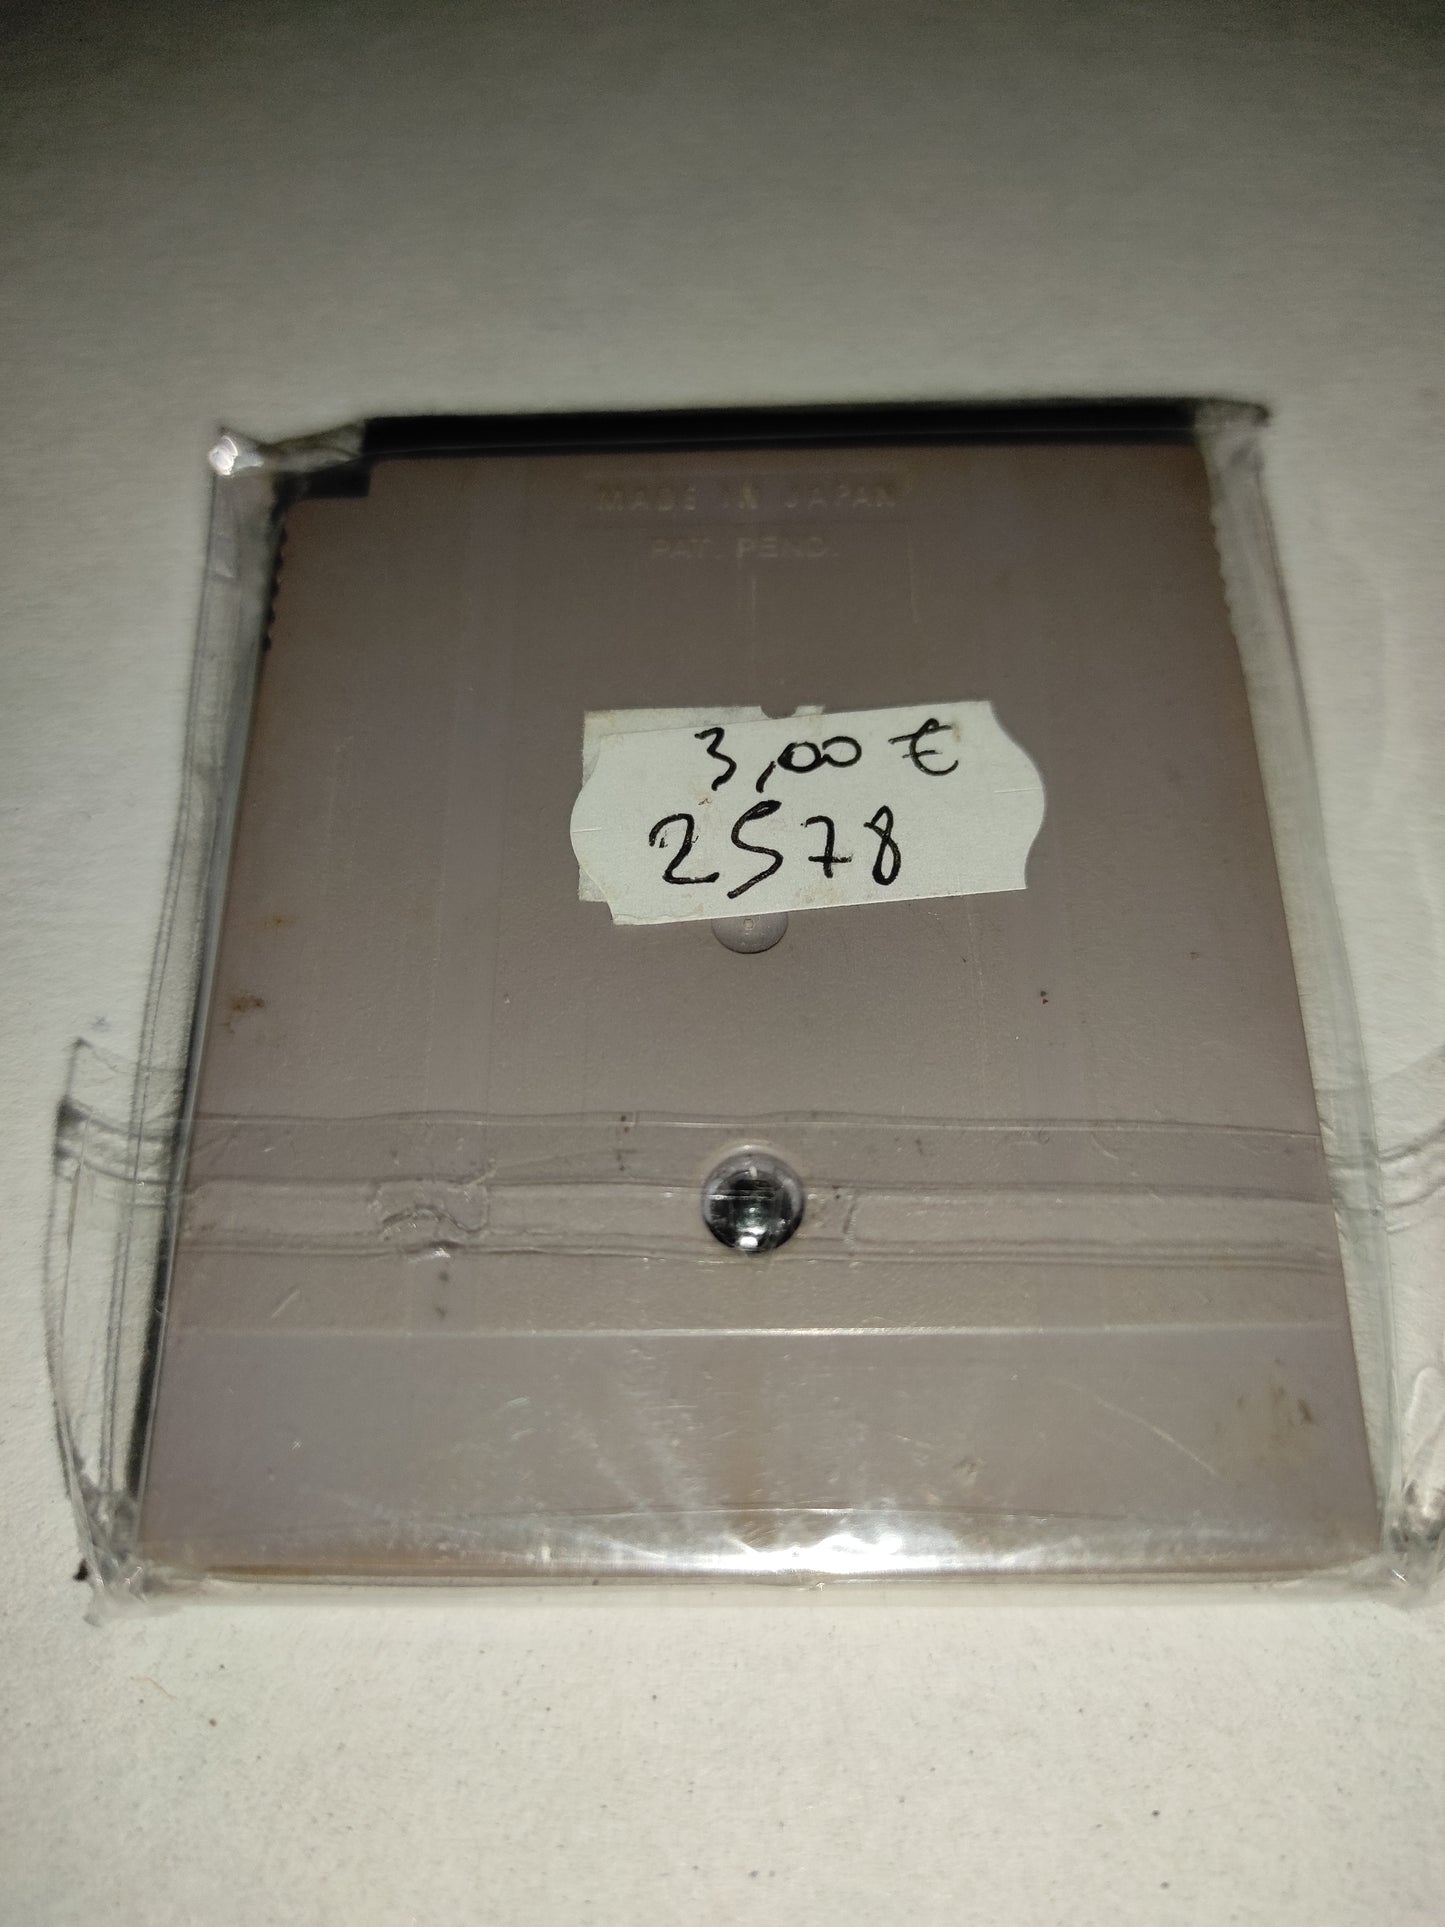 MADE IN JAPAN
PAT. PEND.
3,00 €
2578